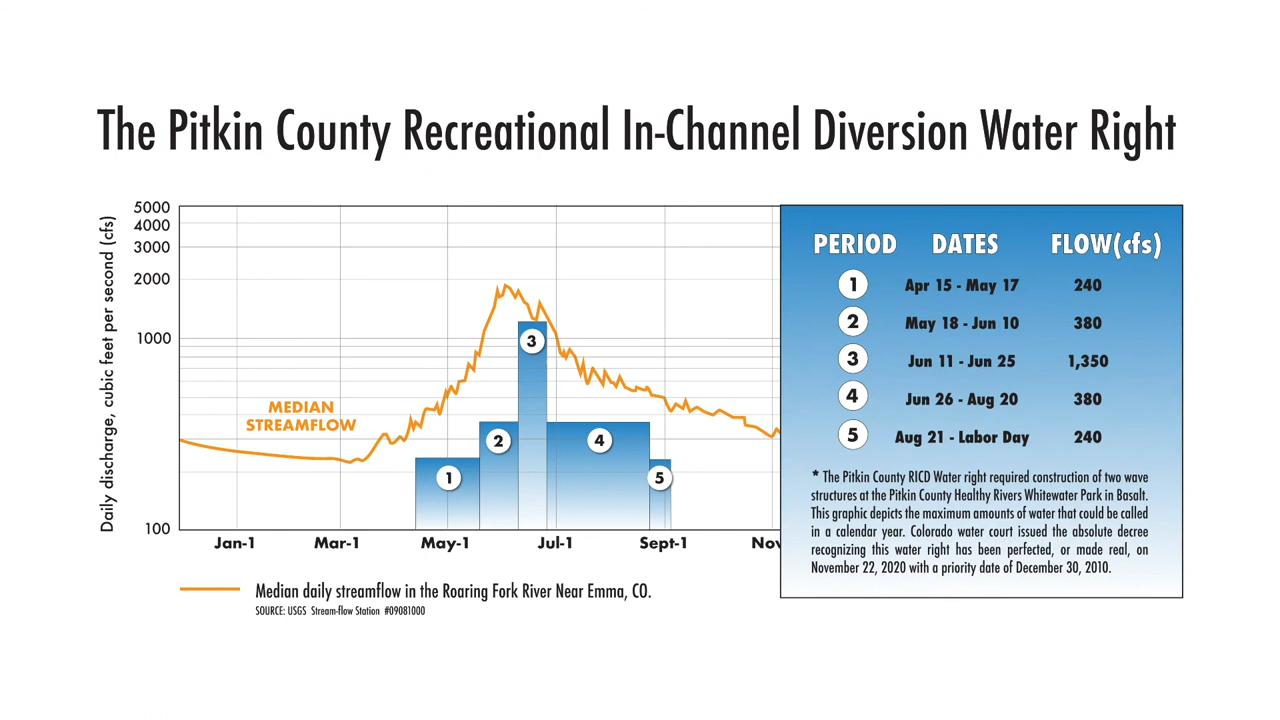 The Pitkin County Recreational In-Channel Diversion Water Right
Daily discharge, cubic feet per second (cfs)
5000
4000
3000
2000
1000
100
MEDIAN
STREAMFLOW
1
2
3
4
5
Jan-1
Mar-1
May-1
Jul-1
Sept-1
Nov
Median daily streamflow in the Roaring Fork River Near Emma, CO.
SOURCE: USGS Stream-flow Station #09081000
PERIOD DATES FLOW(cfs)
1 Apr 15 - May 17 240
2 May 18 - Jun 10 380
3 Jun 11 - Jun 25 1,350
4 Jun 26 - Aug 20 380
5 Aug 21 - Labor Day 240
* The Pitkin County RICD Water right required construction of two wave
structures at the Pitkin County Healthy Rivers Whitewater Park in Basalt.
This graphic depicts the maximum amounts of water that could be called
in a calendar year. Colorado water court issued the absolute decree
recognizing this water right has been perfected, or made real, on
November 22, 2020 with a priority date of December 30, 2010.